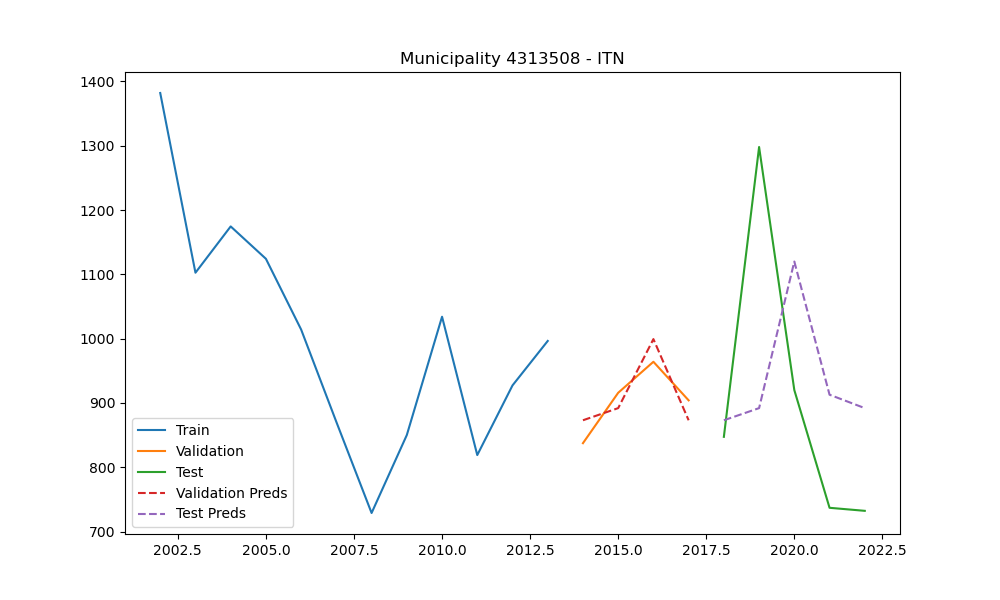 Municipality 4313508 - ITN
1400
1300
1200
1100
1000
900
800
700
Train
Validation
Test
Validation Preds
Test Preds
2002.5 2005.0 2007.5 2010.0 2012.5 2015.0 2017.5 2020.0 2022.5